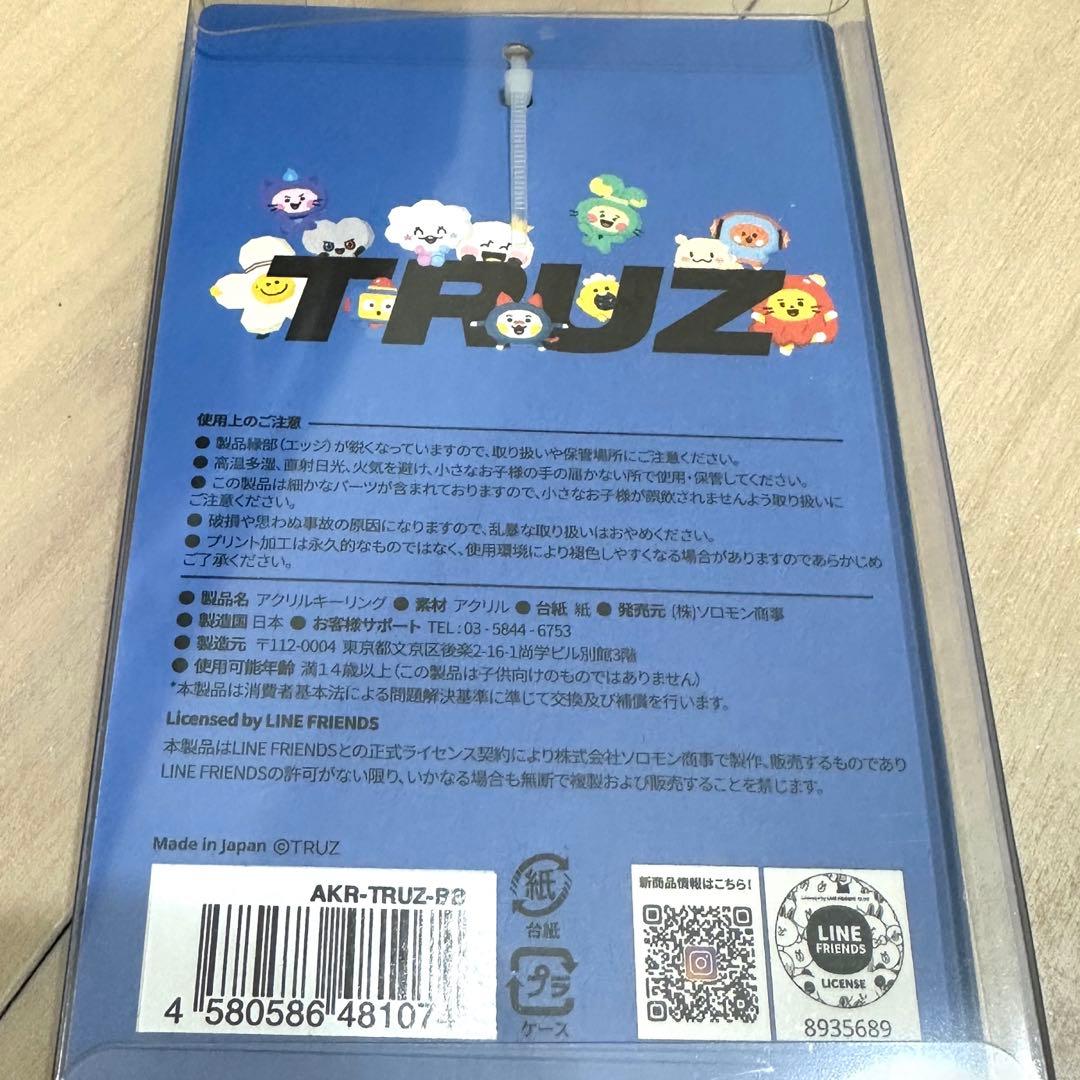 TRUZ
使用上のご注意
● 製品縁部（エッジ）が鋭くなっていますので、取り扱いや保管場所にご注意ください。
● 高温多湿、直射日光、火気を避け、小さなお子様の手の届かない所で使用・保管してください。
● この製品は細かなパーツが含まれておりますので、小さなお子様が誤飲されませんよう取り扱いに
ご注意ください。
● 破損や思わぬ事故の原因になりますので、乱暴な取り扱いはおやめください。
● プリント加工は永久的なものではなく、使用環境により褪色しやすくなる場合がありますのであらかじめ
ご了承ください。
● 製品名 アクリルキーリング ● 素材 アクリル ● 台紙 紙 ● 発売元 (株)ソロモン商事
● 製造国 日本 ● お客様サポート TEL : 03 - 5844 - 6753
● 製造元 〒112-0004 東京都文京区後楽2-16-1尚学ビル別館3階
● 使用可能年齢 満14歳以上（この製品は子供向けのものではありません）
*本製品は消費者基本法による問題解決基準に準じて交換及び補償を行います。
Licensed by LINE FRIENDS
本製品はLINE FRIENDSとの正式ライセンス契約により株式会社ソロモン商事で製作、販売するものであり
LINE FRIENDSの許可がない限り、いかなる場合も無断で複製および販売することを禁じます。
Made in Japan ©TRUZ
AKR-TRUZ-B2
4 580586 48107
紙
台紙
プラ
ケース
新商品情報はこちら!
LINE
FRIENDS
LICENSE
8935689